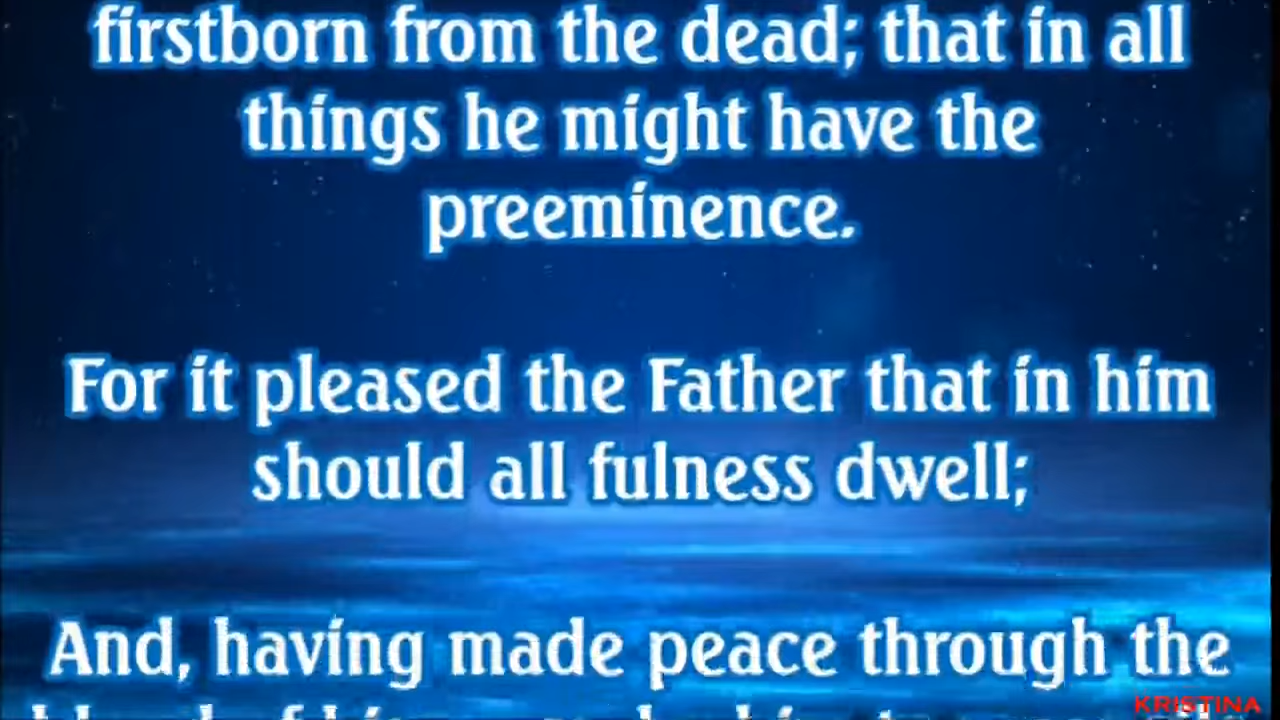 firstborn from the dead; that in all
things he might have the
preeminence.
For it pleased the Father that in him
should all fulness dwell;
And, having made peace through the
KRISTINA